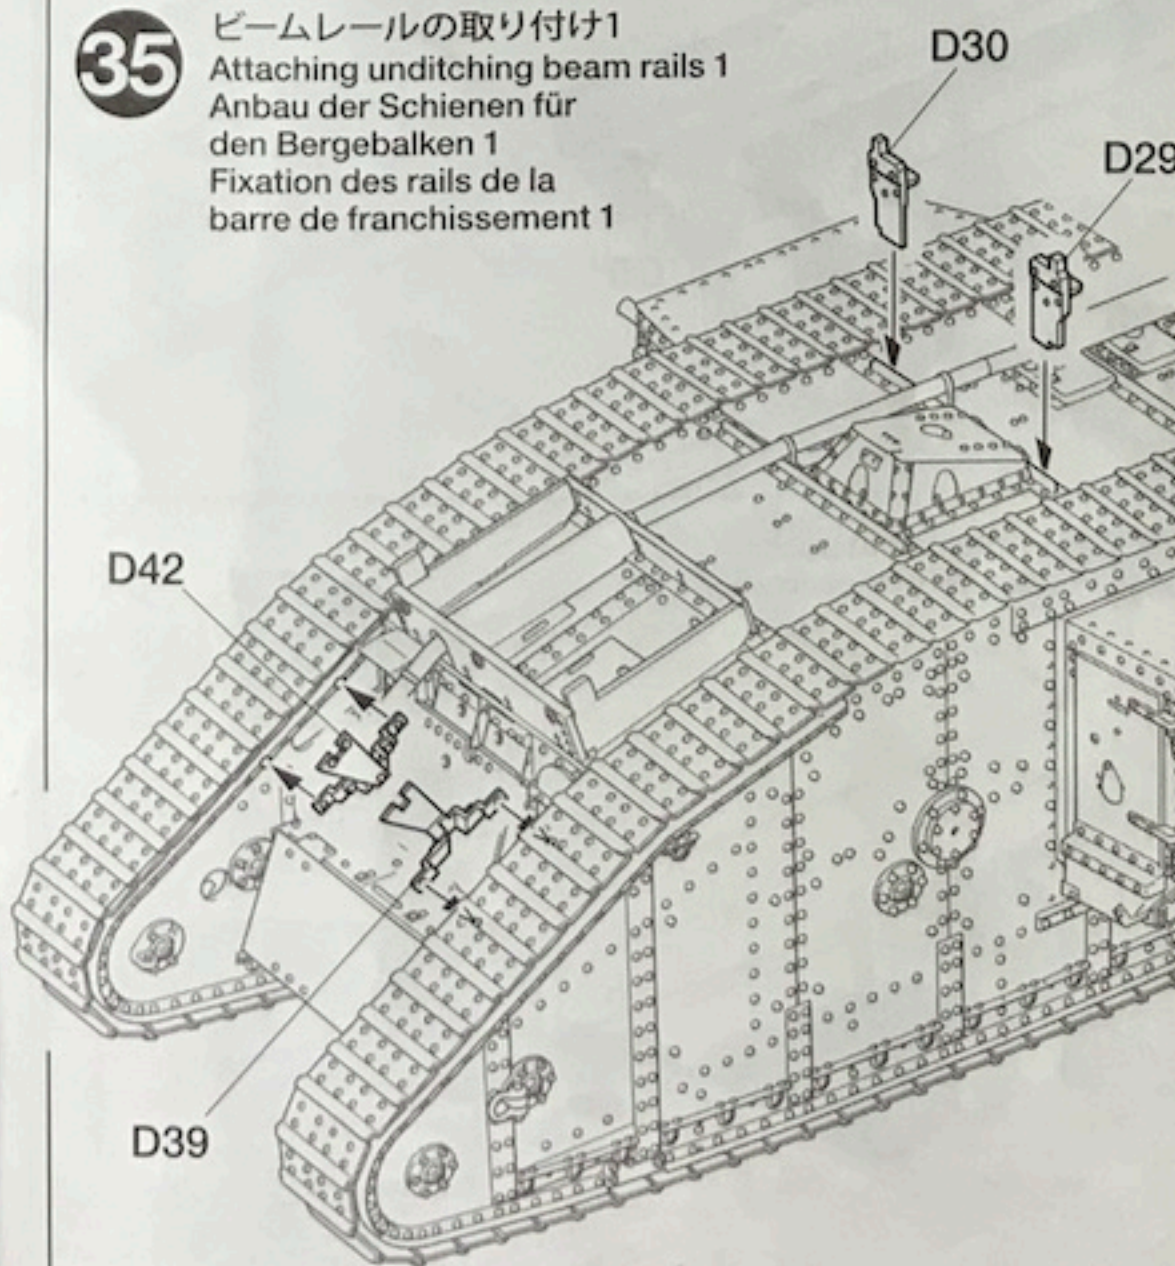 35
ビームレールの取り付け1
Attaching unditching beam rails 1
Anbau der Schienen für
den Bergebalken 1
Fixation des rails de la
barre de franchissement 1
D30
D29
D42
D39